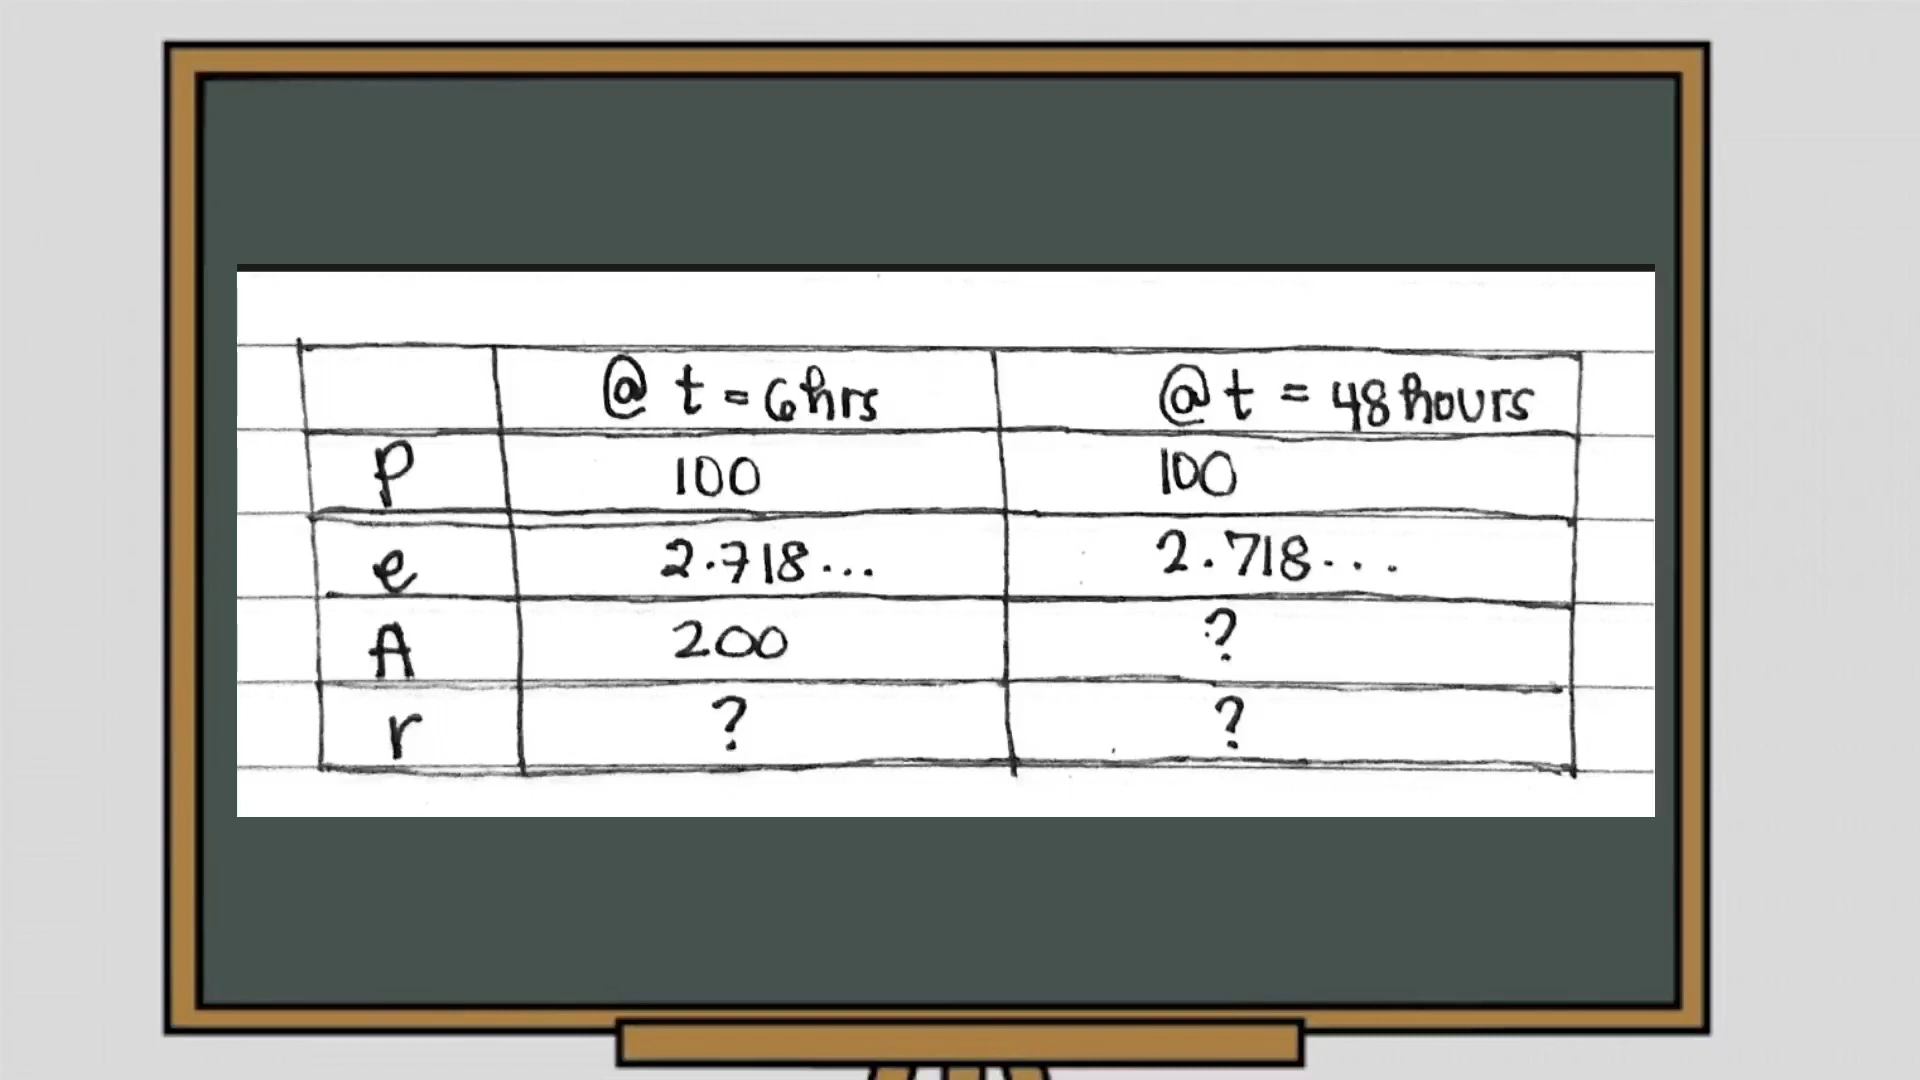 @ t = 6hrs @ t = 48 hours
P 100 100
e 2.718... 2.718...
A 200 ?
r ? ?